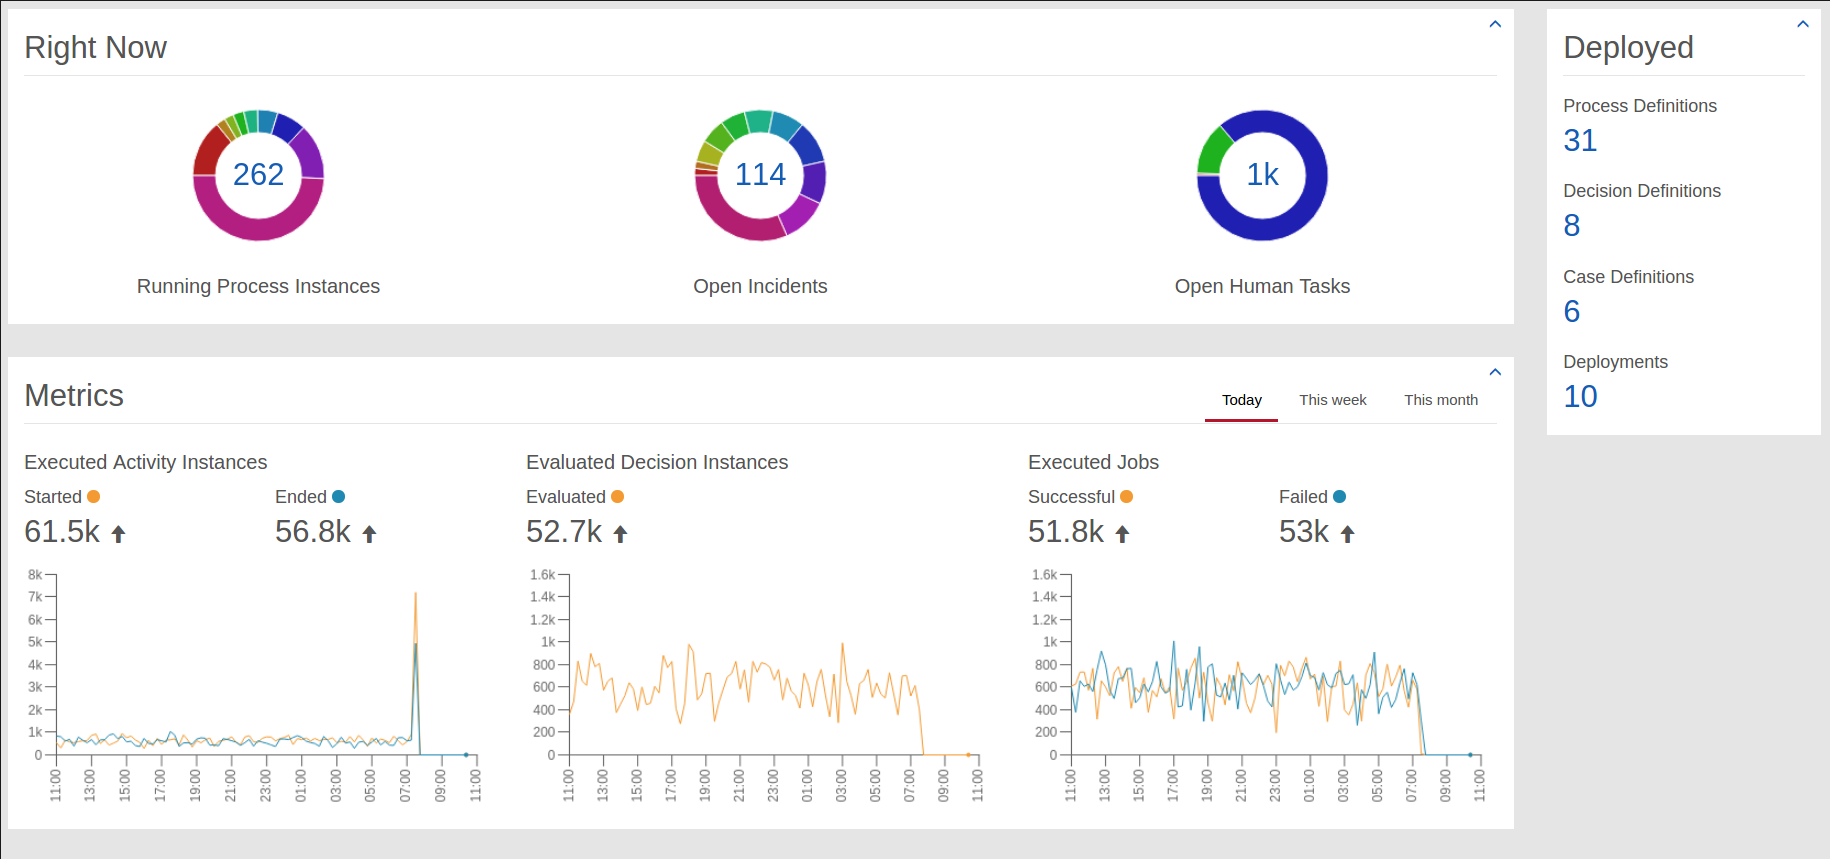 Right Now
262
114
1k
Running Process Instances
Open Incidents
Open Human Tasks
Deployed
Process Definitions
31
Decision Definitions
8
Case Definitions
6
Deployments
10
Metrics
Today
This week
This month
Executed Activity Instances
Started
61.5k
Ended
56.8k
8k
7k
6k
5k
4k
3k
2k
1k
0
11:00
13:00
15:00
17:00
19:00
21:00
23:00
01:00
03:00
05:00
07:00
09:00
11:00
Evaluated Decision Instances
Evaluated
52.7k
1.6k
1.4k
1.2k
1k
800
600
400
200
0
11:00
13:00
15:00
17:00
19:00
21:00
23:00
01:00
03:00
05:00
07:00
09:00
11:00
Executed Jobs
Successful
51.8k
Failed
53k
1.6k
1.4k
1.2k
1k
800
600
400
200
0
11:00
13:00
15:00
17:00
19:00
21:00
23:00
01:00
03:00
05:00
07:00
09:00
11:00